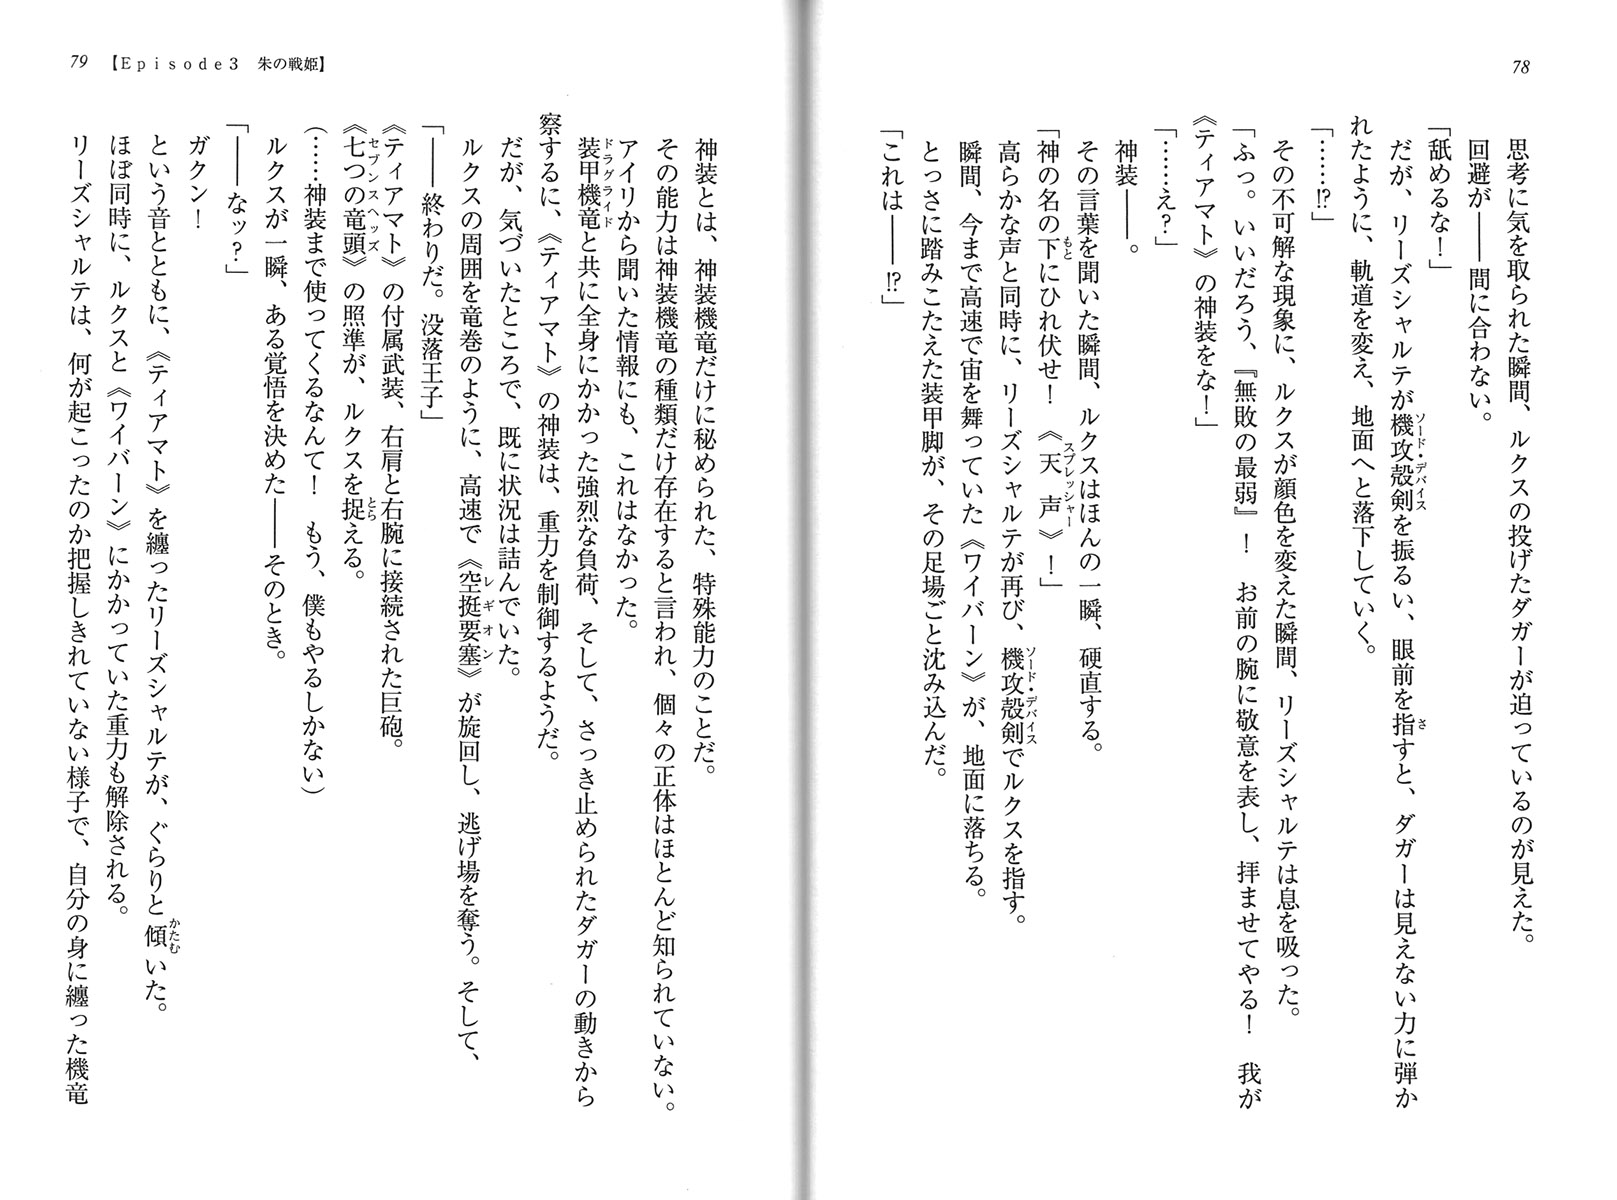 78
思考に気を取られた瞬間、ルクスの投げたダガーが迫っているのが見えた。
回避が――間に合わない。
「舐めるな！」
だが、リーズシャルテが機攻殻剣ソード・デバイスを振るい、眼前を指さすと、ダガーは見えない力に弾か
れたように、軌道を変え、地面へと落下していく。
「……!?」
その不可解な現象に、ルクスが顔色を変えた瞬間、リーズシャルテは息を吸った。
「ふっ。いいだろう、『無敗の最弱』！　お前の腕に敬意を表し、拝ませてやる！　我が
《ティアマト》の神装をな！」
「……え？」
神装――。
その言葉を聞いた瞬間、ルクスはほんの一瞬、硬直する。
「神の名の下もとにひれ伏せ！　《天声スプレッシャー》！」
高らかな声と同時に、リーズシャルテが再び、機攻殻剣ソード・デバイスでルクスを指す。
瞬間、今まで高速で宙を舞っていた《ワイバーン》が、地面に落ちる。
とっさに踏みこたえた装甲脚が、その足場ごと沈み込んだ。
「これは――!?」
79 【Ｅｐｉｓｏｄｅ３　朱の戦姫】
神装とは、神装機竜だけに秘められた、特殊能力のことだ。
その能力は神装機竜の種類だけ存在すると言われ、個々の正体はほとんど知られていない。
アイリから聞いた情報にも、これはなかった。
装甲機竜ドラグライドと共に全身にかかった強烈な負荷、そして、さっき止められたダガーの動きから
察するに、《ティアマト》の神装は、重力を制御するようだ。
だが、気づいたところで、既に状況は詰んでいた。
ルクスの周囲を竜巻のように、高速で《空挺要塞レギオン》が旋回し、逃げ場を奪う。そして、
「――終わりだ。没落王子」
《ティアマト》の付属武装、右肩と右腕に接続された巨砲。
《七つの竜頭セブンスヘッズ》の照準が、ルクスを捉とらえる。
（……神装まで使ってくるなんて！　もう、僕もやるしかない）
ルクスが一瞬、ある覚悟を決めた――そのとき。
「――なッ？」
ガクン！
という音とともに、《ティアマト》を纏ったリーズシャルテが、ぐらりと傾かたむいた。
ほぼ同時に、ルクスと《ワイバーン》にかかっていた重力も解除される。
リーズシャルテは、何が起こったのか把握しきれていない様子で、自分の身に纏った機竜